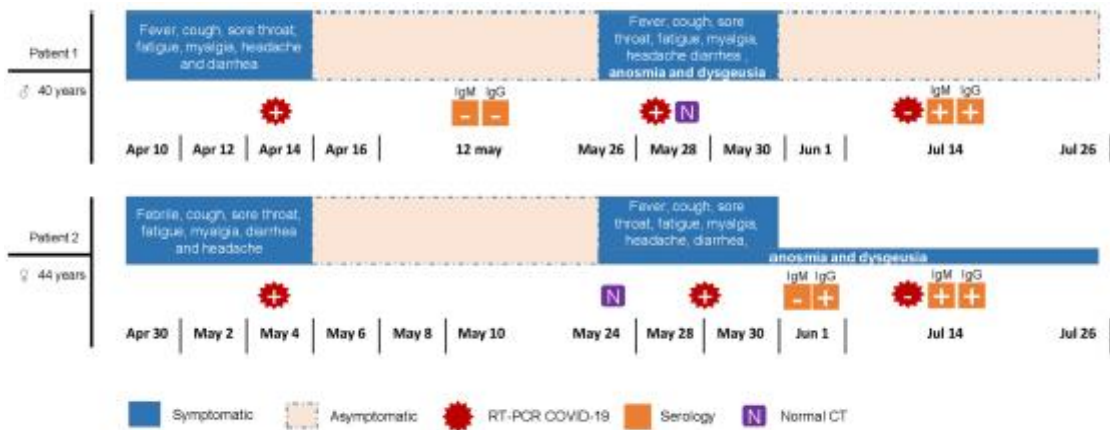 Fever, cough, sore throat,
fatigue, myalgia, headache
and diarrhea
Fever, cough, sore
throat, fatigue, myalgia,
headache diarrhea ,
anosmia and dysgeusia
Patient 1
♂ 40 years
+
IgM IgG
- -
+
N
-
IgM IgG
+ +
Apr 10 Apr 12 Apr 14 Apr 16 12 may May 26 May 28 May 30 Jun 1 Jul 14 Jul 26
Febrile, cough, sore throat,
fatigue, myalgia, diarrhea
and headache
Fever, cough, sore
throat, fatigue, myalgia,
headache, diarrhea,
anosmia and dysgeusia
Patient 2
♀ 44 years
+
N
+
IgM IgG
- +
-
IgM IgG
+ +
Apr 30 May 2 May 4 May 6 May 8 May 10 May 24 May 28 May 30 Jun 1 Jul 14 Jul 26
Symptomatic Asymptomatic RT-PCR COVID-19 Serology N Normal CT